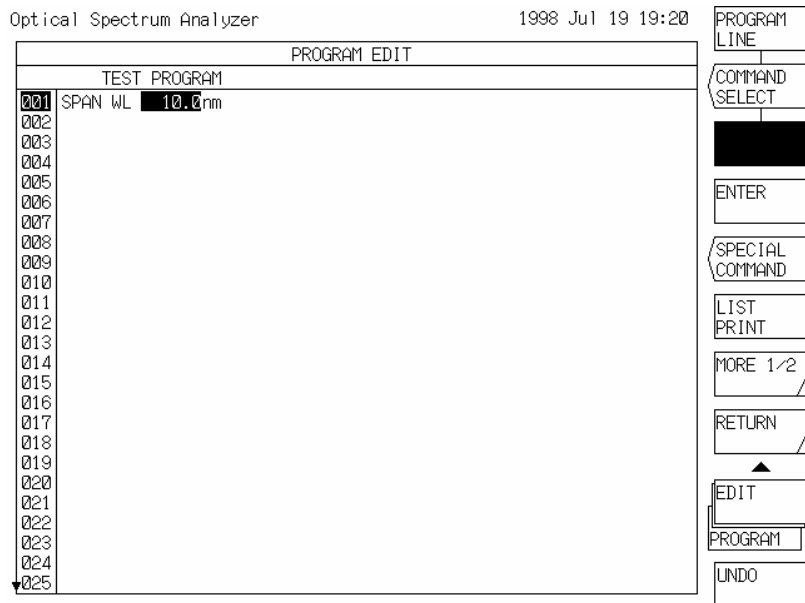 Optical Spectrum Analyzer
1998 Jul 19 19:20
PROGRAM EDIT
TEST PROGRAM
001 SPAN WL 10.0nm
002
003
004
005
006
007
008
009
010
011
012
013
014
015
016
017
018
019
020
021
022
023
024
025
PROGRAM
LINE
COMMAND
SELECT
ENTER
SPECIAL
COMMAND
LIST
PRINT
MORE 1/2
RETURN
EDIT
PROGRAM
UNDO